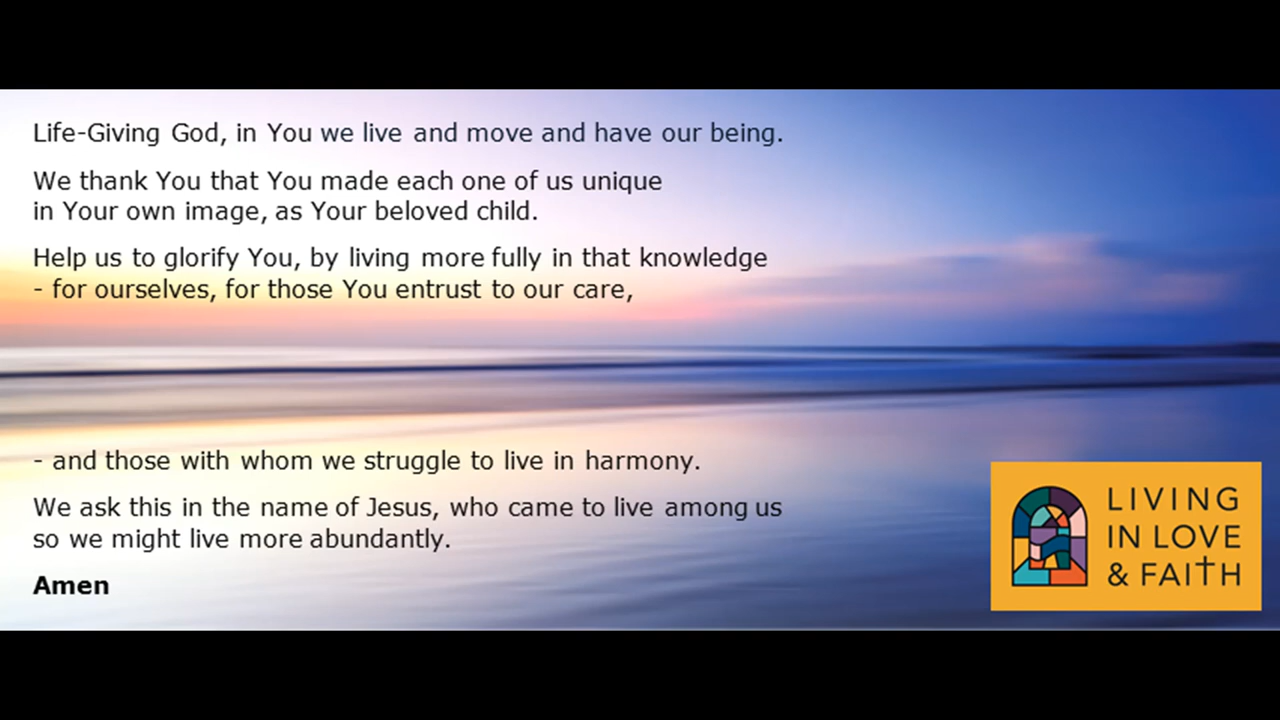 Life-Giving God, in You we live and move and have our being.
We thank You that You made each one of us unique
in Your own image, as Your beloved child.
Help us to glorify You, by living more fully in that knowledge
- for ourselves, for those You entrust to our care,
- and those with whom we struggle to live in harmony.
We ask this in the name of Jesus, who came to live among us
so we might live more abundantly.
Amen
LIVING
IN LOVE
& FAITH